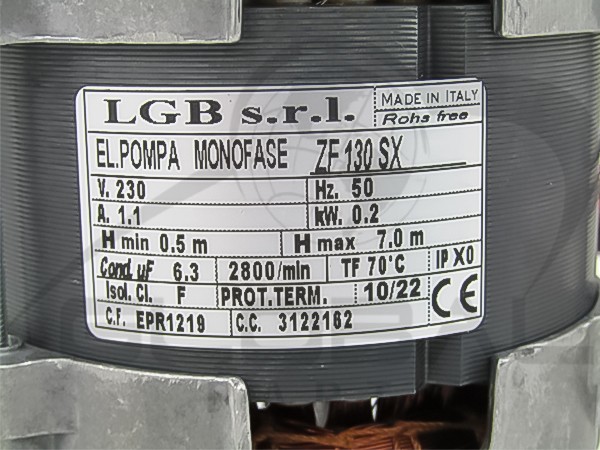 LGB s.r.l.
MADE IN ITALY
Rohs free
EL.POMPA MONOFASE ZF 130 SX
V. 230 Hz. 50
A. 1.1 kW. 0.2
H min 0.5 m H max 7.0 m
Cond. uF 6.3 2800/min TF 70°C IP X0
Isol. Cl. F PROT.TERM. 10/22 CE
C.F. EPR1219 C.C. 3122162